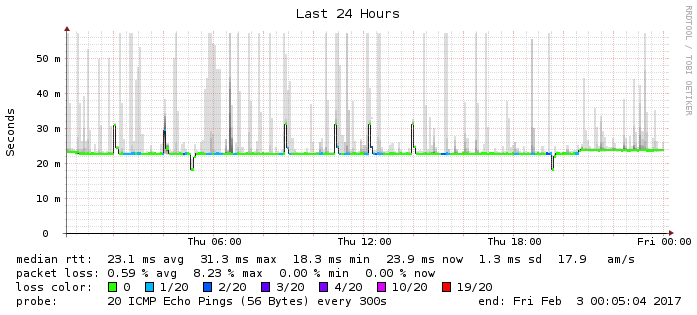 Last 24 Hours
RRDTOOL / TOBI OETIKER
Seconds
50 m
40 m
30 m
20 m
10 m
0
Thu 06:00 Thu 12:00 Thu 18:00 Fri 00:00
median rtt: 23.1 ms avg 31.3 ms max 18.3 ms min 23.9 ms now 1.3 ms sd 17.9 am/s
packet loss: 0.59 % avg 8.23 % max 0.00 % min 0.00 % now
loss color: 0 1/20 2/20 3/20 4/20 10/20 19/20
probe: 20 ICMP Echo Pings (56 Bytes) every 300s end: Fri Feb 3 00:05:04 2017